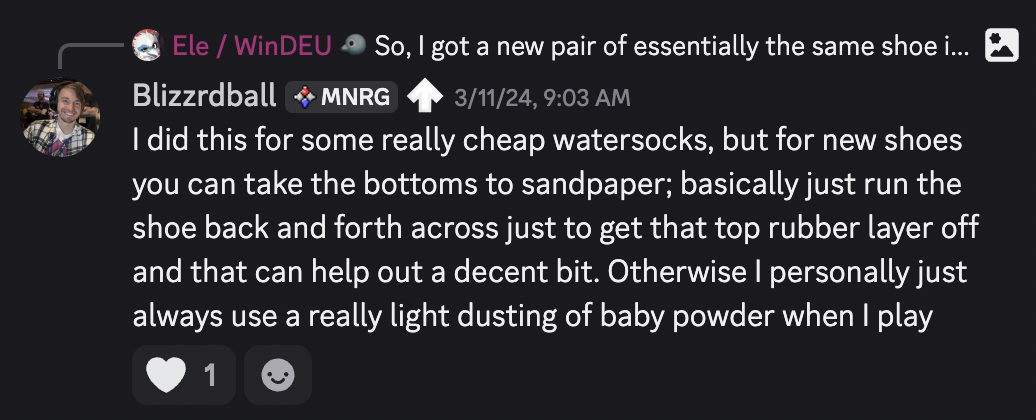 Ele / WinDEU So, I got a new pair of essentially the same shoe i...
Blizzrdball MNRG 3/11/24, 9:03 AM
I did this for some really cheap watersocks, but for new shoes
you can take the bottoms to sandpaper; basically just run the
shoe back and forth across just to get that top rubber layer off
and that can help out a decent bit. Otherwise I personally just
always use a really light dusting of baby powder when I play
1